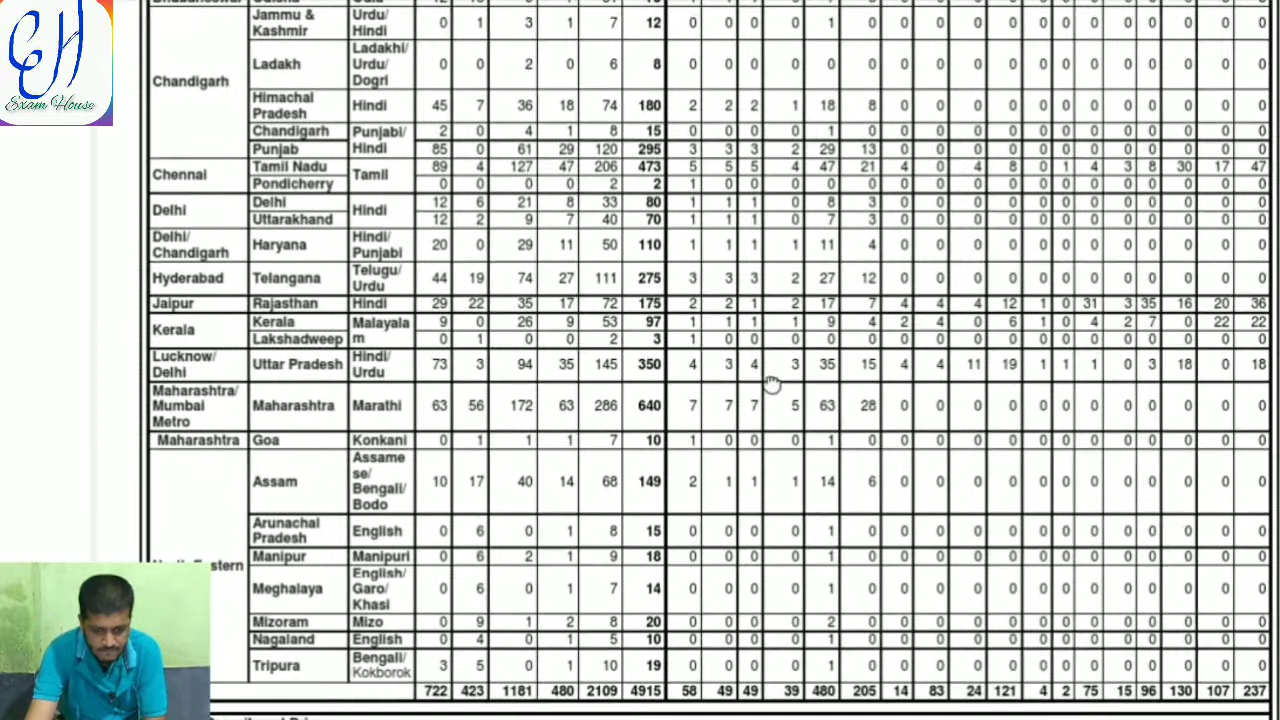 EH
Exam House
Jammu & Kashmir Urdu/ Hindi 0 1 3 1 7 12 0 0 0 0 1 0 0 0 0 0 0 0 0 0 0 0 0 0
Chandigarh Ladakh Ladakhi/ Urdu/ Dogri 0 0 2 0 6 8 0 0 0 0 0 0 0 0 0 0 0 0 0 0 0 0 0 0
Himachal Pradesh Hindi 45 7 36 18 74 180 2 2 2 1 18 8 0 0 0 0 0 0 0 0 0 0 0 0
Chandigarh Punjabi/ 2 0 4 1 8 15 0 0 0 0 1 0 0 0 0 0 0 0 0 0 0 0 0 0
Punjab Hindi 85 0 61 29 120 295 3 3 3 2 29 13 0 0 0 0 0 0 0 0 0 0 0 0
Chennai Tamil Nadu Tamil 89 4 127 47 206 473 5 5 5 4 47 21 4 0 4 8 0 1 4 3 8 30 17 47
Pondicherry 0 0 0 0 2 2 1 0 0 0 0 0 0 0 0 0 0 0 0 0 0 0 0 0
Delhi Delhi Hindi 12 6 21 8 33 80 1 1 1 0 8 3 0 0 0 0 0 0 0 0 0 0 0 0
Uttarakhand 12 2 9 7 40 70 1 1 1 0 7 3 0 0 0 0 0 0 0 0 0 0 0 0
Delhi/ Chandigarh Haryana Hindi/ Punjabi 20 0 29 11 50 110 1 1 1 1 11 4 0 0 0 0 0 0 0 0 0 0 0 0
Hyderabad Telangana Telugu/ Urdu 44 19 74 27 111 275 3 3 3 2 27 12 0 0 0 0 0 0 0 0 0 0 0 0
Jaipur Rajasthan Hindi 29 22 35 17 72 175 2 2 1 2 17 7 4 4 4 12 1 0 31 3 35 16 20 36
Kerala Kerala Malayala 9 0 26 9 53 97 1 1 1 1 9 4 2 4 0 6 1 0 4 2 7 0 22 22
Lakshadweep m 0 1 0 0 2 3 1 0 0 0 0 0 0 0 0 0 0 0 0 0 0 0 0 0
Lucknow/ Delhi Uttar Pradesh Hindi/ Urdu 73 3 94 35 145 350 4 3 4 3 35 15 4 4 11 19 1 1 1 0 3 18 0 18
Maharashtra/ Mumbai Metro Maharashtra Marathi 63 56 172 63 286 640 7 7 7 5 63 28 0 0 0 0 0 0 0 0 0 0 0 0
Maharashtra Goa Konkani 0 1 1 1 7 10 1 0 0 0 1 0 0 0 0 0 0 0 0 0 0 0 0 0
Assam Assame se/ Bengali/ Bodo 10 17 40 14 68 149 2 1 1 1 14 6 0 0 0 0 0 0 0 0 0 0 0 0
Arunachal Pradesh English 0 6 0 1 8 15 0 0 0 0 1 0 0 0 0 0 0 0 0 0 0 0 0 0
Manipur Manipuri 0 6 2 1 9 18 0 0 0 0 1 0 0 0 0 0 0 0 0 0 0 0 0 0
Meghalaya English/ Garo/ Khasi 0 6 0 1 7 14 0 0 0 0 1 0 0 0 0 0 0 0 0 0 0 0 0 0
Mizoram Mizo 0 9 1 2 8 20 0 0 0 0 2 0 0 0 0 0 0 0 0 0 0 0 0 0
Nagaland English 0 4 0 1 5 10 0 0 0 0 1 0 0 0 0 0 0 0 0 0 0 0 0 0
Tripura Bengali/ Kokborok 3 5 0 1 10 19 0 0 0 0 1 0 0 0 0 0 0 0 0 0 0 0 0 0
722 423 1181 480 2109 4915 58 49 49 39 480 205 14 83 24 121 4 2 75 15 96 130 107 237